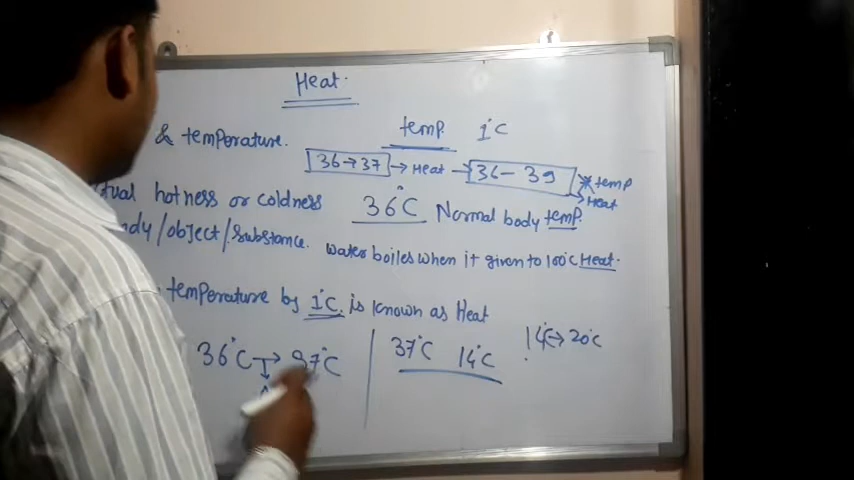 Heat.
& temperature.
temp 1°C
36→37 → Heat → 36 - 39
temp
Heat
hotness or coldness
36°C Normal body temp.
/object/substance.
water boiles when it given to 100°C Heat.
temperature by 1°C. is known as Heat
36°C → 37°C
37°C 14°C
14°C→ 20°C